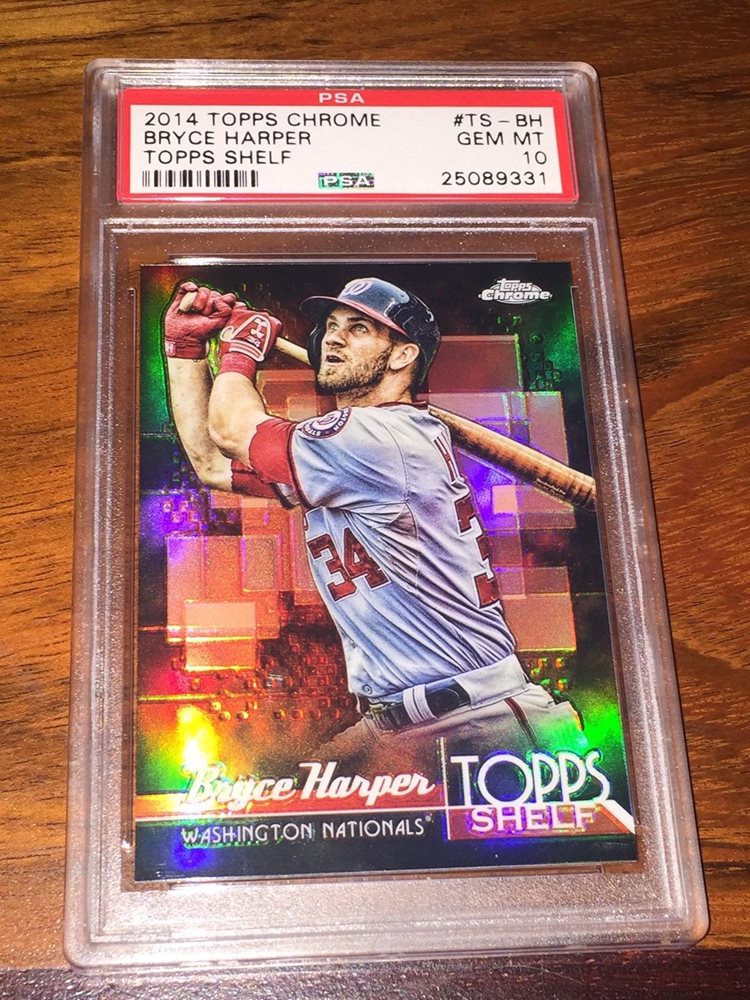 PSA
2014 TOPPS CHROME #TS-BH
BRYCE HARPER GEM MT
TOPPS SHELF 10
PSA 25089331
Topps
Chrome
W
H
34
3
Bryce Harper
TOPPS
SHELF
WASHINGTON NATIONALS®